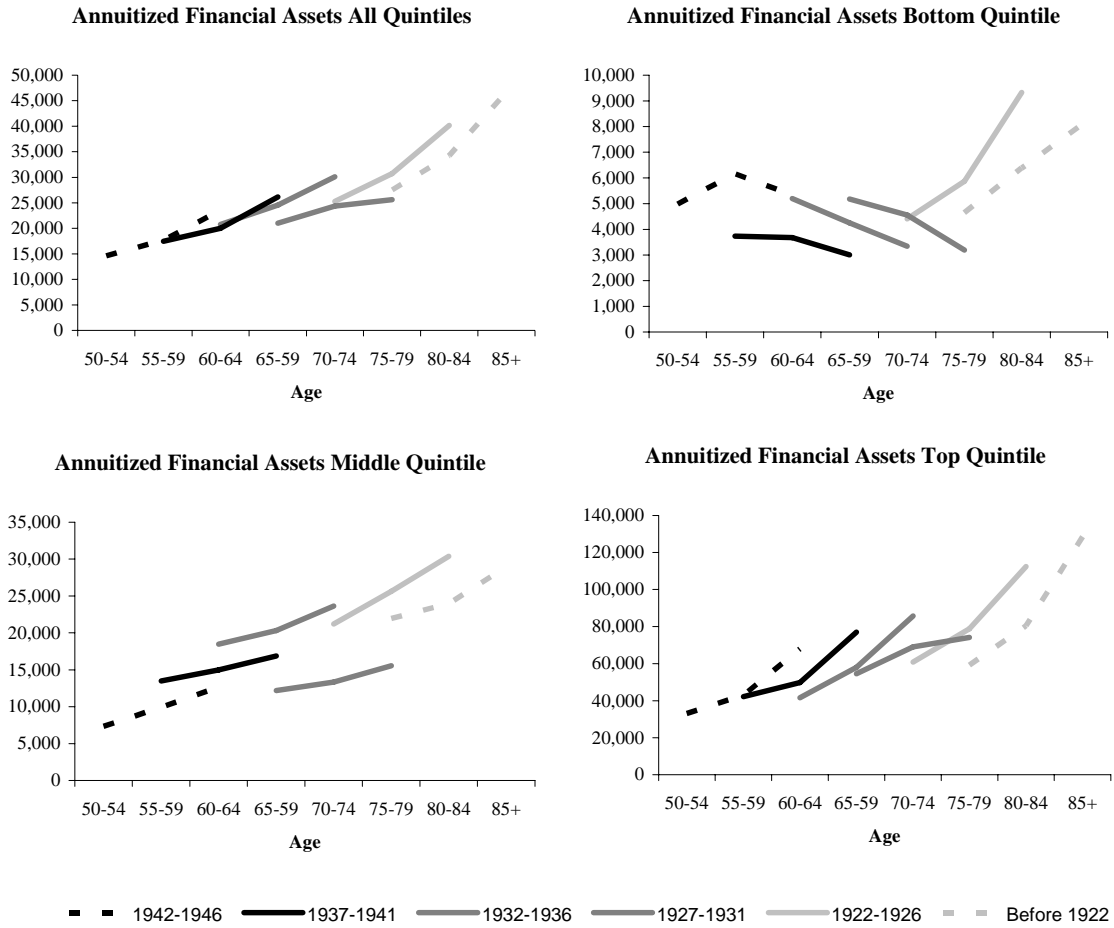 Annuitized Financial Assets All Quintiles
50,000
45,000
40,000
35,000
30,000
25,000
20,000
15,000
10,000
5,000
0
50-54 55-59 60-64 65-59 70-74 75-79 80-84 85+
Age
Annuitized Financial Assets Bottom Quintile
10,000
9,000
8,000
7,000
6,000
5,000
4,000
3,000
2,000
1,000
0
50-54 55-59 60-64 65-59 70-74 75-79 80-84 85+
Age
Annuitized Financial Assets Middle Quintile
35,000
30,000
25,000
20,000
15,000
10,000
5,000
0
50-54 55-59 60-64 65-59 70-74 75-79 80-84 85+
Age
Annuitized Financial Assets Top Quintile
140,000
120,000
100,000
80,000
60,000
40,000
20,000
0
50-54 55-59 60-64 65-59 70-74 75-79 80-84 85+
Age
1942-1946 1937-1941 1932-1936 1927-1931 1922-1926 Before 1922